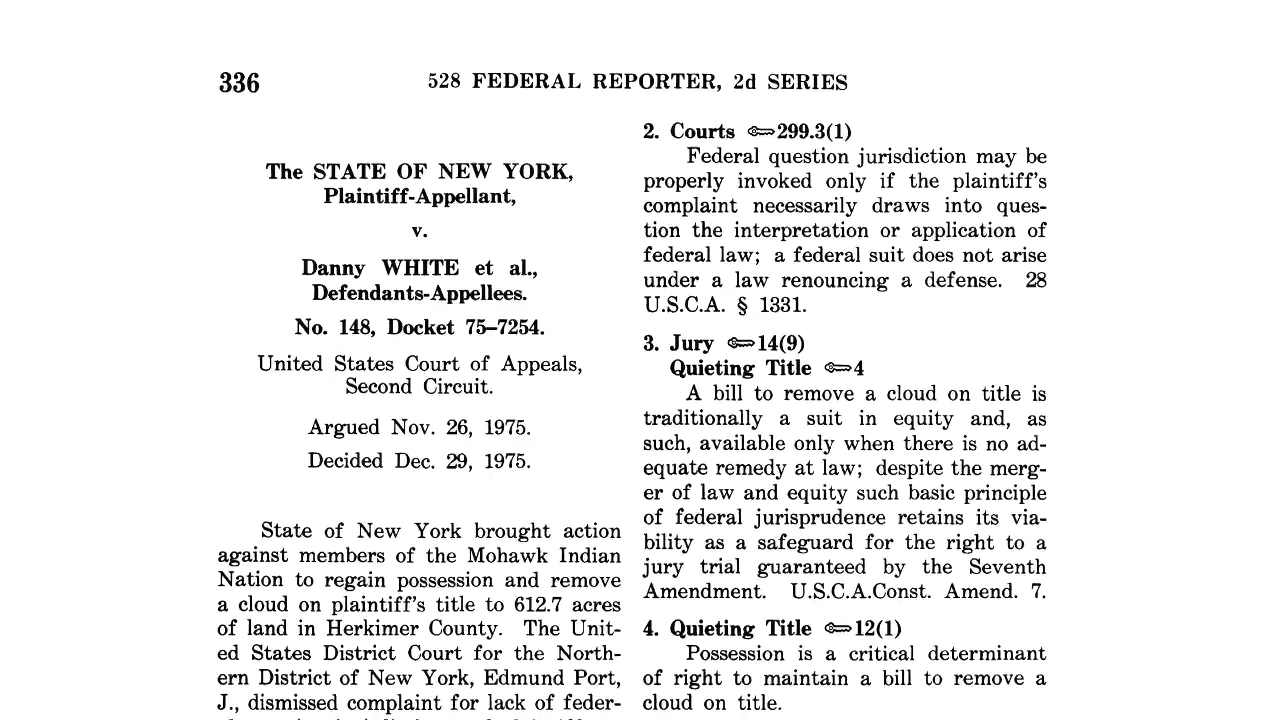 336
528 FEDERAL REPORTER, 2d SERIES
The STATE OF NEW YORK,
Plaintiff-Appellant,
v.
Danny WHITE et al.,
Defendants-Appellees.
No. 148, Docket 75–7254.
United States Court of Appeals,
Second Circuit.
Argued Nov. 26, 1975.
Decided Dec. 29, 1975.
State of New York brought action
against members of the Mohawk Indian
Nation to regain possession and remove
a cloud on plaintiff's title to 612.7 acres
of land in Herkimer County. The Unit-
ed States District Court for the North-
ern District of New York, Edmund Port,
J., dismissed complaint for lack of feder-
2. Courts 299.3(1)
Federal question jurisdiction may be
properly invoked only if the plaintiff's
complaint necessarily draws into ques-
tion the interpretation or application of
federal law; a federal suit does not arise
under a law renouncing a defense. 28
U.S.C.A. § 1331.
3. Jury 14(9)
Quieting Title 4
A bill to remove a cloud on title is
traditionally a suit in equity and, as
such, available only when there is no ad-
equate remedy at law; despite the merg-
er of law and equity such basic principle
of federal jurisprudence retains its via-
bility as a safeguard for the right to a
jury trial guaranteed by the Seventh
Amendment. U.S.C.A.Const. Amend. 7.
4. Quieting Title 12(1)
Possession is a critical determinant
of right to maintain a bill to remove a
cloud on title.